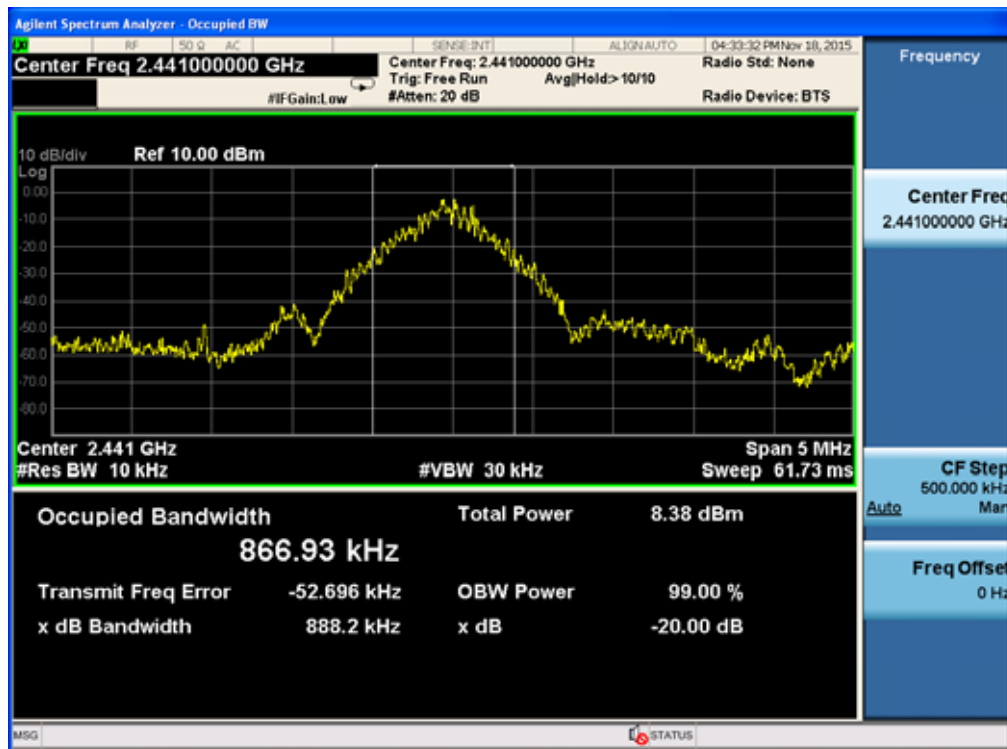 Agilent Spectrum Analyzer - Occupied BW
LXI RF 50 Ω AC SENSE:INT ALIGN AUTO 04:33:32 PM Nov 18, 2015
Center Freq 2.441000000 GHz
Center Freq: 2.441000000 GHz
Radio Std: None
Trig: Free Run Avg|Hold:> 10/10
#IFGain:Low
#Atten: 20 dB
Radio Device: BTS
Frequency
10 dB/div Ref 10.00 dBm
Log
0.00
-10.0
-20.0
-30.0
-40.0
-50.0
-60.0
-70.0
-80.0
Center Freq
2.441000000 GHz
Center 2.441 GHz Span 5 MHz
#Res BW 10 kHz #VBW 30 kHz Sweep 61.73 ms
CF Step
500.000 kHz
Auto Man
Occupied Bandwidth Total Power 8.38 dBm
866.93 kHz
Transmit Freq Error -52.696 kHz OBW Power 99.00 %
x dB Bandwidth 888.2 kHz x dB -20.00 dB
Freq Offset
0 Hz
MSG STATUS